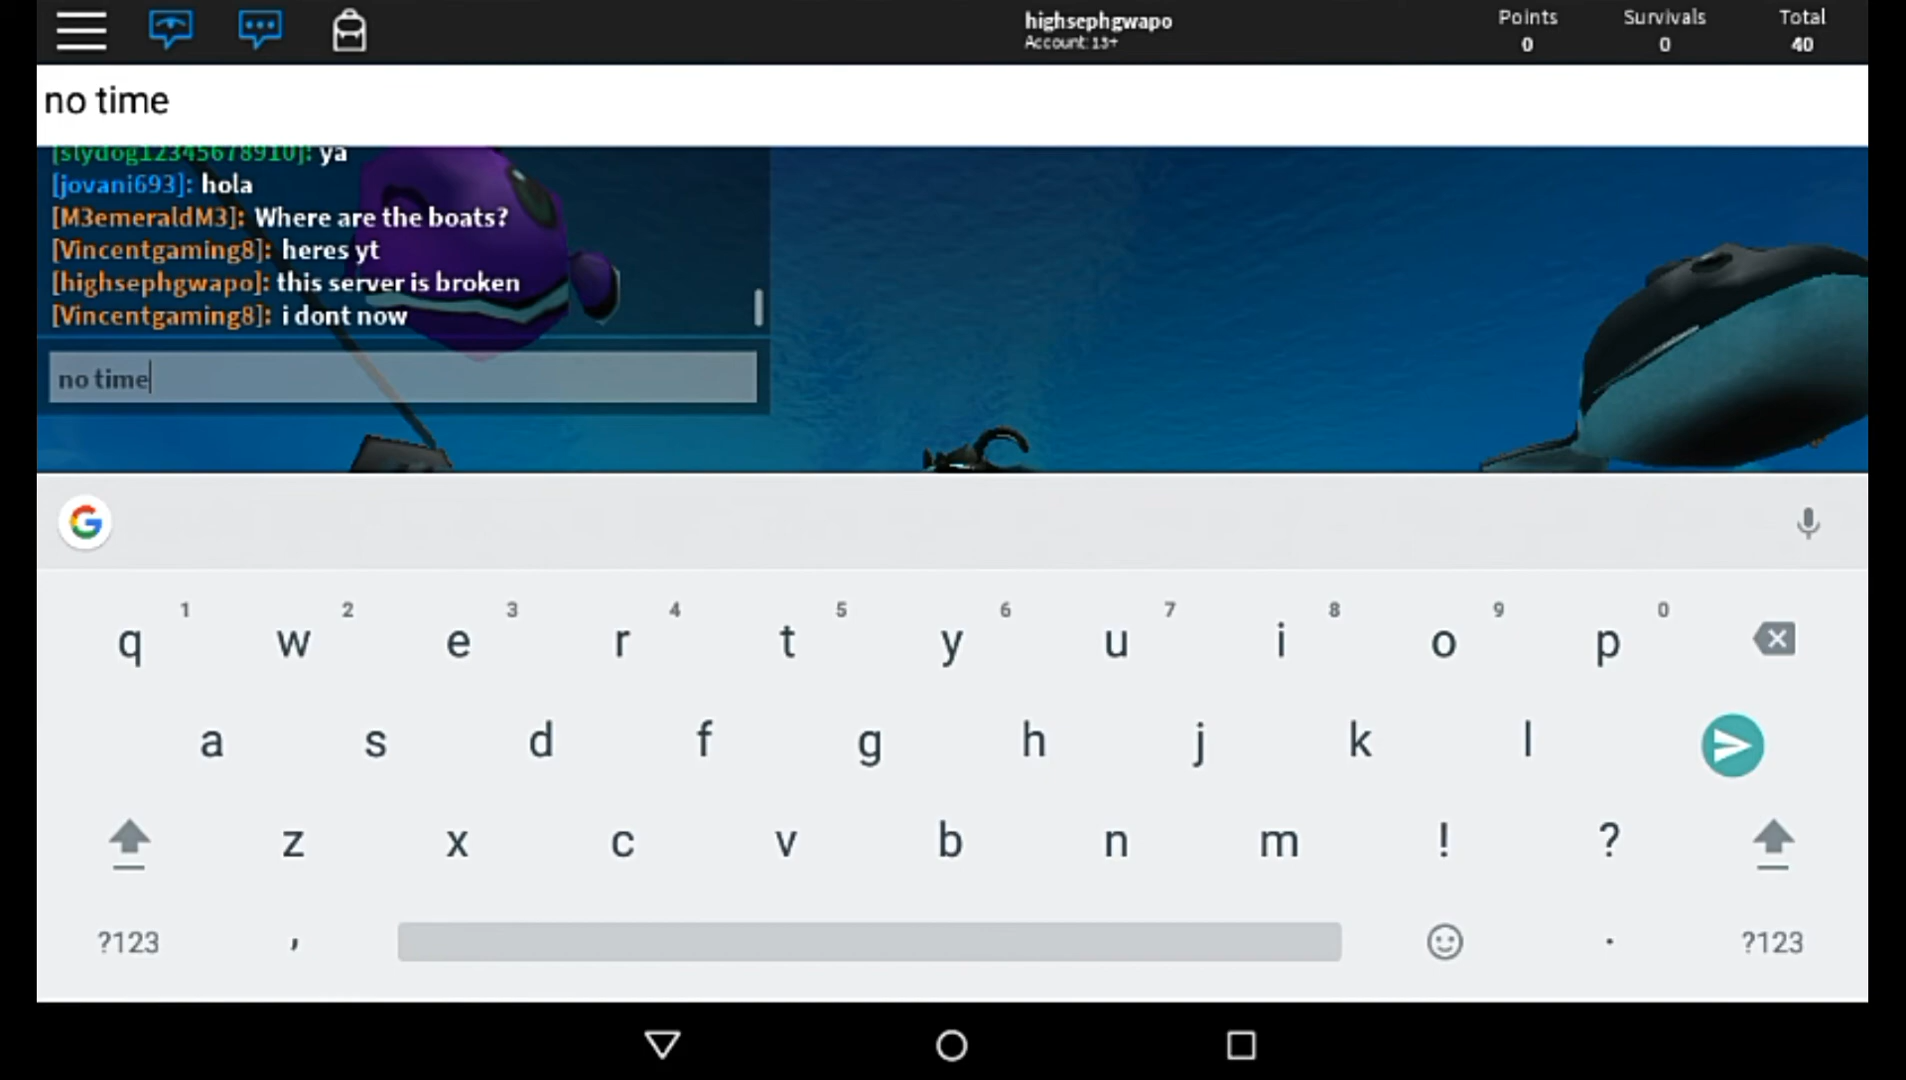 highsephgwapo
Account: 13+
Points
0
Survivals
0
Total
40
no time
[slydog12345678910]: ya
[jovani693]: hola
[M3emeraldM3]: Where are the boats?
[Vincentgaming8]: heres yt
[highsephgwapo]: this server is broken
[Vincentgaming8]: i dont now
no time
G
1 2 3 4 5 6 7 8 9 0
q w e r t y u i o p
a s d f g h j k l
z x c v b n m ! ?
?123 , . ?123